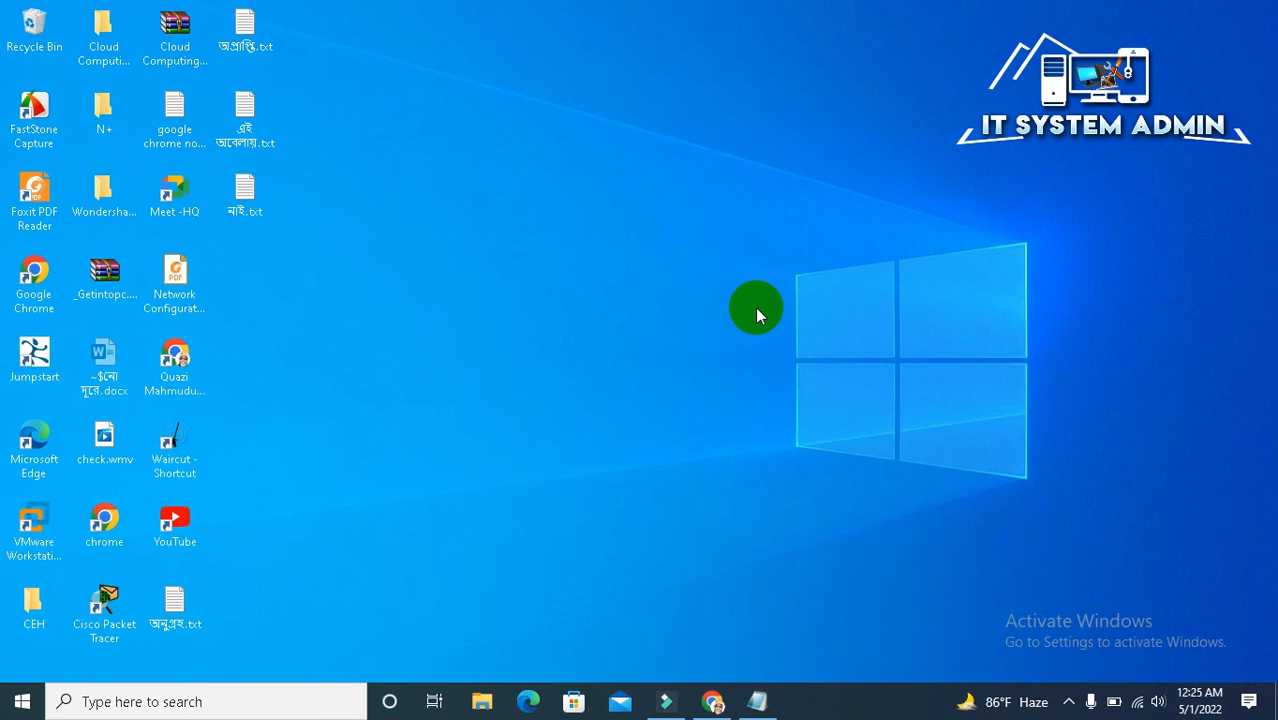 Recycle Bin
Cloud
Computi...
Cloud
Computing...
অপ্রাপ্তি.txt
FastStone
Capture
N+
google
chrome no...
এই
অবেলায়.txt
Foxit PDF
Reader
Wondersha...
Meet -HQ
নাই.txt
Google
Chrome
_Getintopc....
Network
Configurat...
Jumpstart
~$নো
দূরে.docx
Quazi
Mahmudu...
Microsoft
Edge
check.wmv
Waircut -
Shortcut
VMware
Workstati...
chrome
YouTube
CEH
Cisco Packet
Tracer
অনুগ্রহ.txt
IT SYSTEM ADMIN
Activate Windows
Go to Settings to activate Windows.
Type here to search
86°F Haze
12:25 AM
5/1/2022